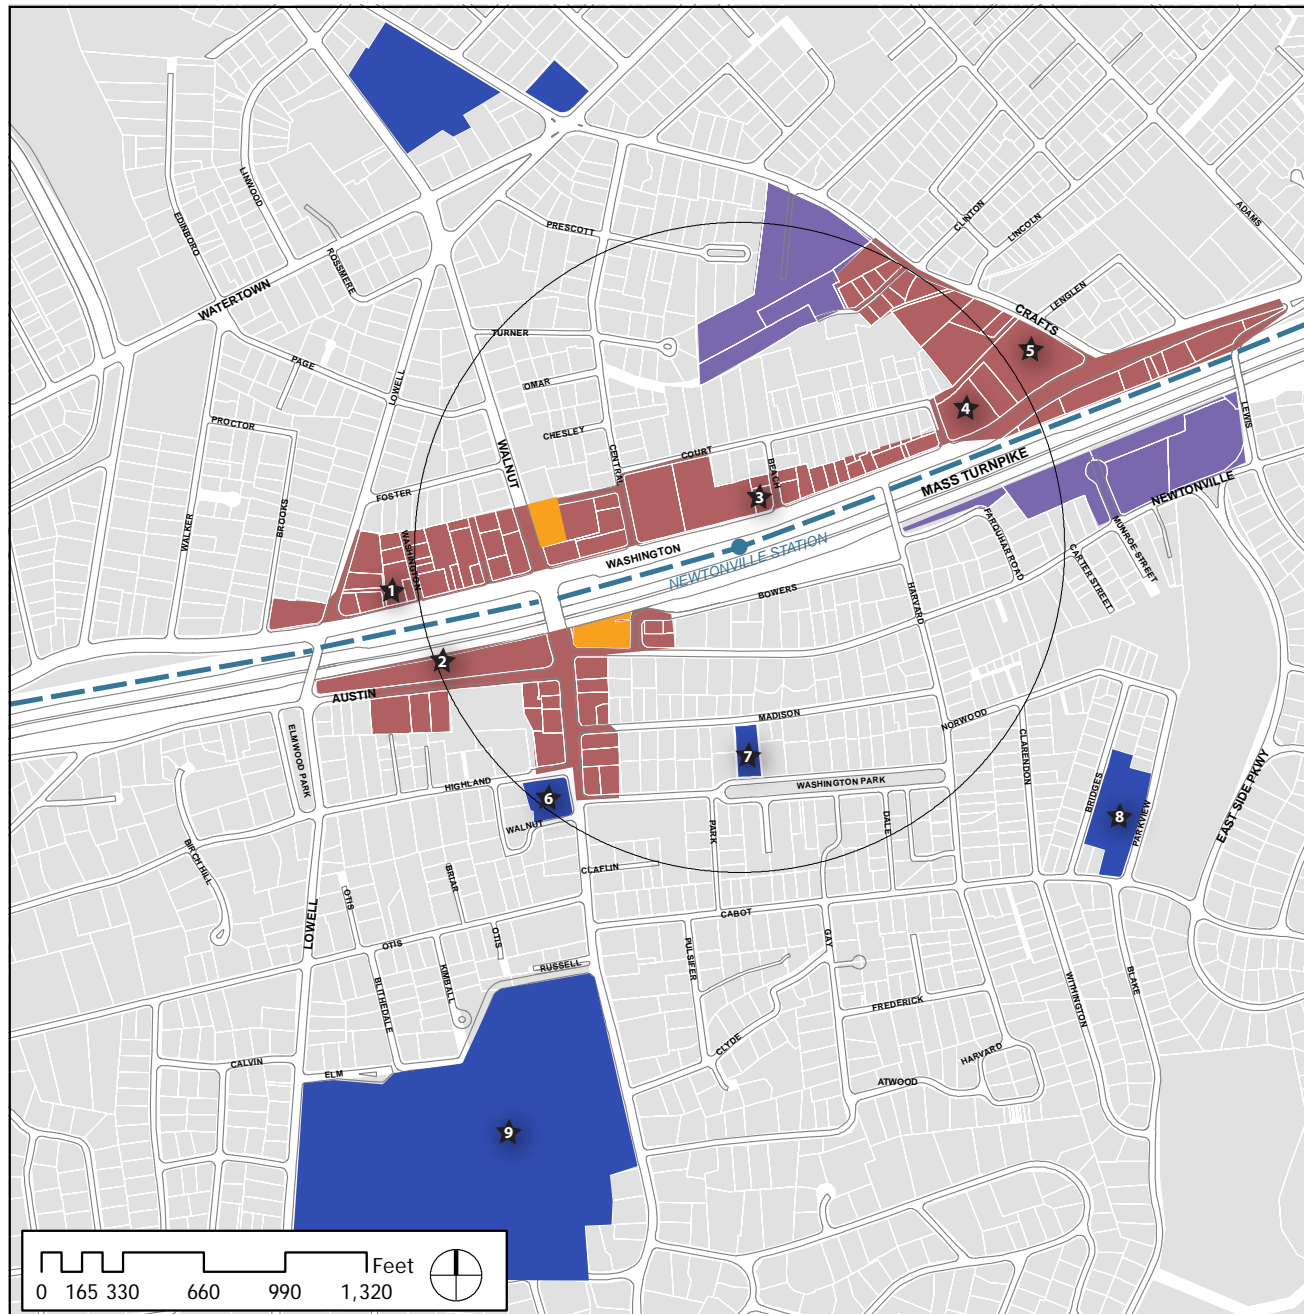 ADAMS
CLINTON
LINCOLN
LINWOOD
EDINBORO
PRESCOTT
ROSSMERE
WATERTOWN
LENGLEN
CRAFTS
TURNER
5
PAGE
OMAR
LOWELL
4
LEWIS
PROCTOR
CHESLEY
WALNUT
CENTRAL
COURT
BEACH
MASS TURNPIKE
FOSTER
3
NEWTONVILLE
WALKER
BROOKS
WASHINGTON
FARQUHAR ROAD
MUNROE STREET
WASHINGTON
NEWTONVILLE STATION
CARTER STREET
1
BOWERS
HARVARD
2
AUSTIN
MADISON
NORWOOD
ELMWOOD PARK
7
CLARENDON
HIGHLAND
WASHINGTON PARK
BRIDGES
EAST SIDE PKWY
6
8
PARKVIEW
WALNUT
PARK
DALE
BIRCH HILL
BRIAR
CLAFLIN
OTIS
LOWELL
CABOT
OTIS
OTIS
GAY
PULSIFER
RUSSELL
KIMBALL
BLITHEDALE
WITHINGTON
BLAKE
FREDERICK
CLYDE
HARVARD
CALVIN
ELM
ATWOOD
9
Feet
0 165 330 660 990 1,320